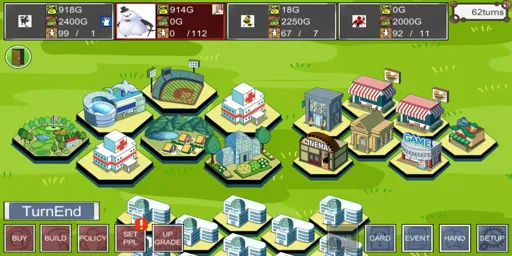 918G
2400G
99 / 1
914G
0G
0 / 112
18G
2250G
67 / 7
0G
2000G
92 / 11
62turns
CINEMA
GAME
TurnEnd
BUY
BUILD
POLICY
SET
PPL
!
UP
GRADE
CARD
EVENT
HAND
SETUP